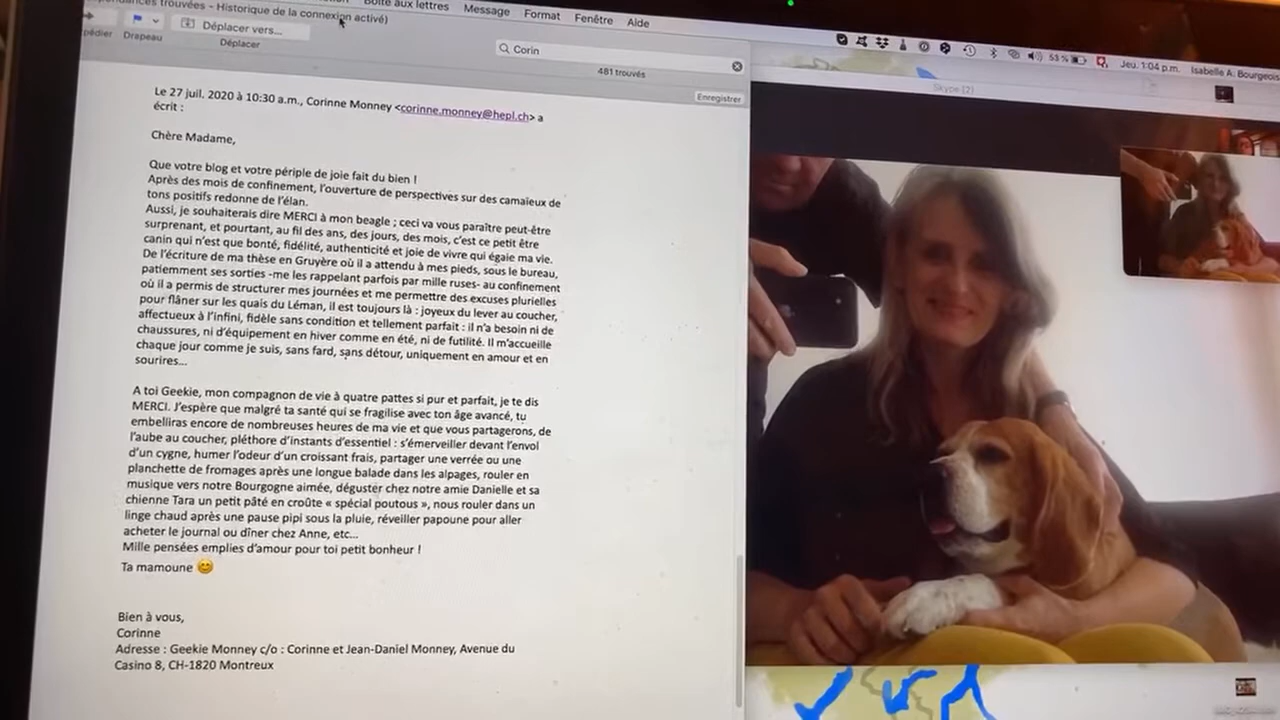 Boîte aux lettres Message Format Fenêtre Aide
trouvées – Historique de la connexion activé)
Déplacer vers...
Drapeau
Déplacer
Corin
481 trouvés
53 %
Jeu. 1:04 p.m. Isabelle A. Bourgeois
Skype (2)
Enregistrer
Le 27 juil. 2020 à 10:30 a.m., Corinne Monney <corinne.monney@hepl.ch> a
écrit :
Chère Madame,
Que votre blog et votre périple de joie fait du bien !
Après des mois de confinement, l'ouverture de perspectives sur des camaïeux de
tons positifs redonne de l'élan.
Aussi, je souhaiterais dire MERCI à mon beagle ; ceci va vous paraître peut-être
surprenant, et pourtant, au fil des ans, des jours, des mois, c'est ce petit être
canin qui n'est que bonté, fidélité, authenticité et joie de vivre qui égaie ma vie.
De l'écriture de ma thèse en Gruyère où il a attendu à mes pieds, sous le bureau,
patiemment ses sorties -me les rappelant parfois par mille ruses- au confinement
où il a permis de structurer mes journées et me permettre des excuses plurielles
pour flâner sur les quais du Léman, il est toujours là : joyeux du lever au coucher,
affectueux à l'infini, fidèle sans condition et tellement parfait : il n'a besoin ni de
chaussures, ni d'équipement en hiver comme en été, ni de futilité. Il m'accueille
chaque jour comme je suis, sans fard, sans détour, uniquement en amour et en
sourires...
A toi Geekie, mon compagnon de vie à quatre pattes si pur et parfait, je te dis
MERCI. J'espère que malgré ta santé qui se fragilise avec ton âge avancé, tu
embelliras encore de nombreuses heures de ma vie et que vous partagerons, de
l'aube au coucher, pléthore d'instants d'essentiel : s'émerveiller devant l'envol
d'un cygne, humer l'odeur d'un croissant frais, partager une verrée ou une
planchette de fromages après une longue balade dans les alpages, rouler en
musique vers notre Bourgogne aimée, déguster chez notre amie Danielle et sa
chienne Tara un petit pâté en croûte « spécial poutous », nous rouler dans un
linge chaud après une pause pipi sous la pluie, réveiller papoune pour aller
acheter le journal ou dîner chez Anne, etc...
Mille pensées emplies d'amour pour toi petit bonheur !
Ta mamoune 😊
Bien à vous,
Corinne
Adresse : Geekie Monney c/o : Corinne et Jean-Daniel Monney, Avenue du
Casino 8, CH-1820 Montreux